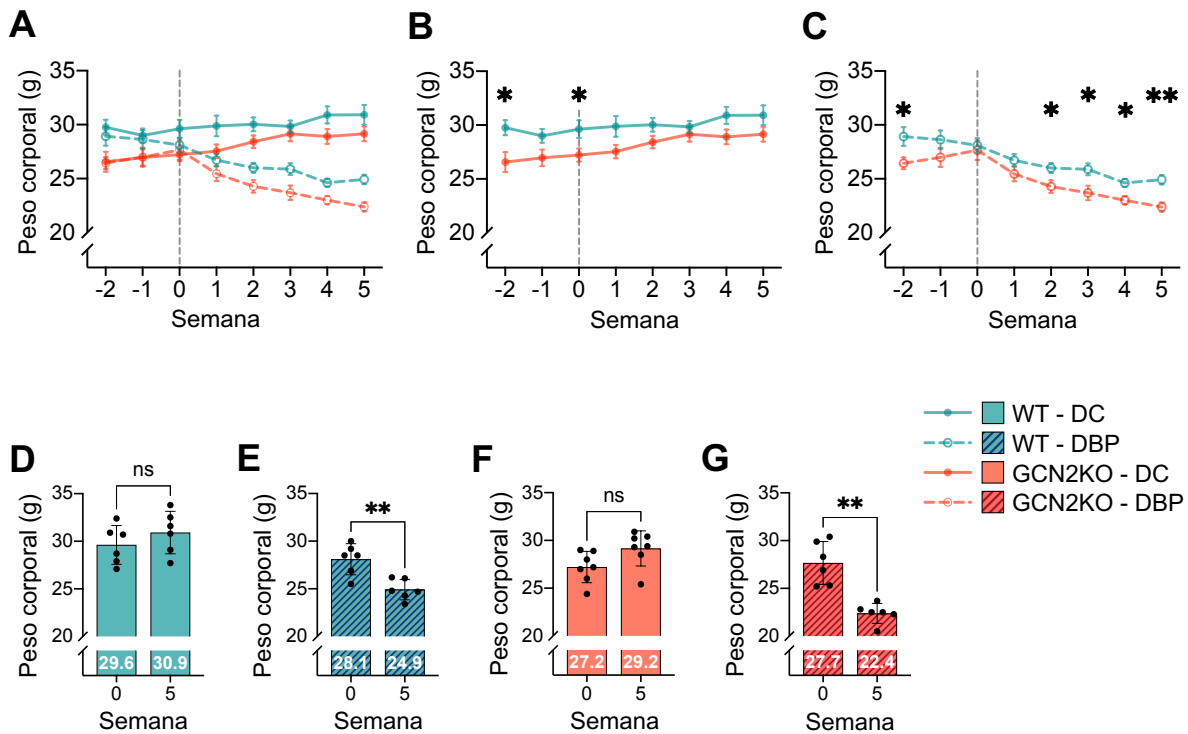 A
Peso corporal (g)
35
30
25
20
-2 -1 0 1 2 3 4 5
Semana
B
Peso corporal (g)
35
30
25
20
* *
-2 -1 0 1 2 3 4 5
Semana
C
Peso corporal (g)
35
30
25
20
* * * * **
-2 -1 0 1 2 3 4 5
Semana
WT - DC
WT - DBP
GCN2KO - DC
GCN2KO - DBP
D
Peso corporal (g)
35
30
25
20
ns
29.6 30.9
0 5
Semana
E
Peso corporal (g)
35
30
25
20
**
28.1 24.9
0 5
Semana
F
Peso corporal (g)
35
30
25
20
ns
27.2 29.2
0 5
Semana
G
Peso corporal (g)
35
30
25
20
**
27.7 22.4
0 5
Semana